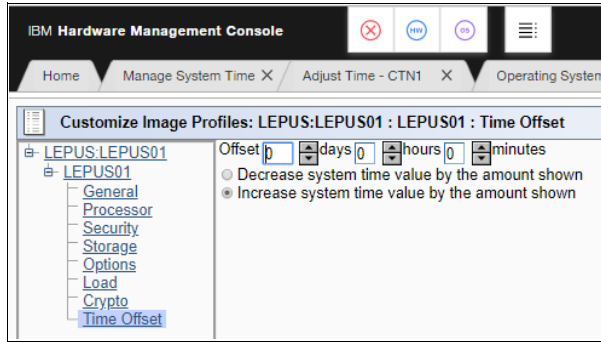 IBM Hardware Management Console
HW
OS
Home
Manage System Time X
Adjust Time - CTN1 X
Operating System
Customize Image Profiles: LEPUS:LEPUS01 : LEPUS01 : Time Offset
LEPUS:LEPUS01
LEPUS01
General
Processor
Security
Storage
Options
Load
Crypto
Time Offset
Offset 0 days 0 hours 0 minutes
Decrease system time value by the amount shown
Increase system time value by the amount shown